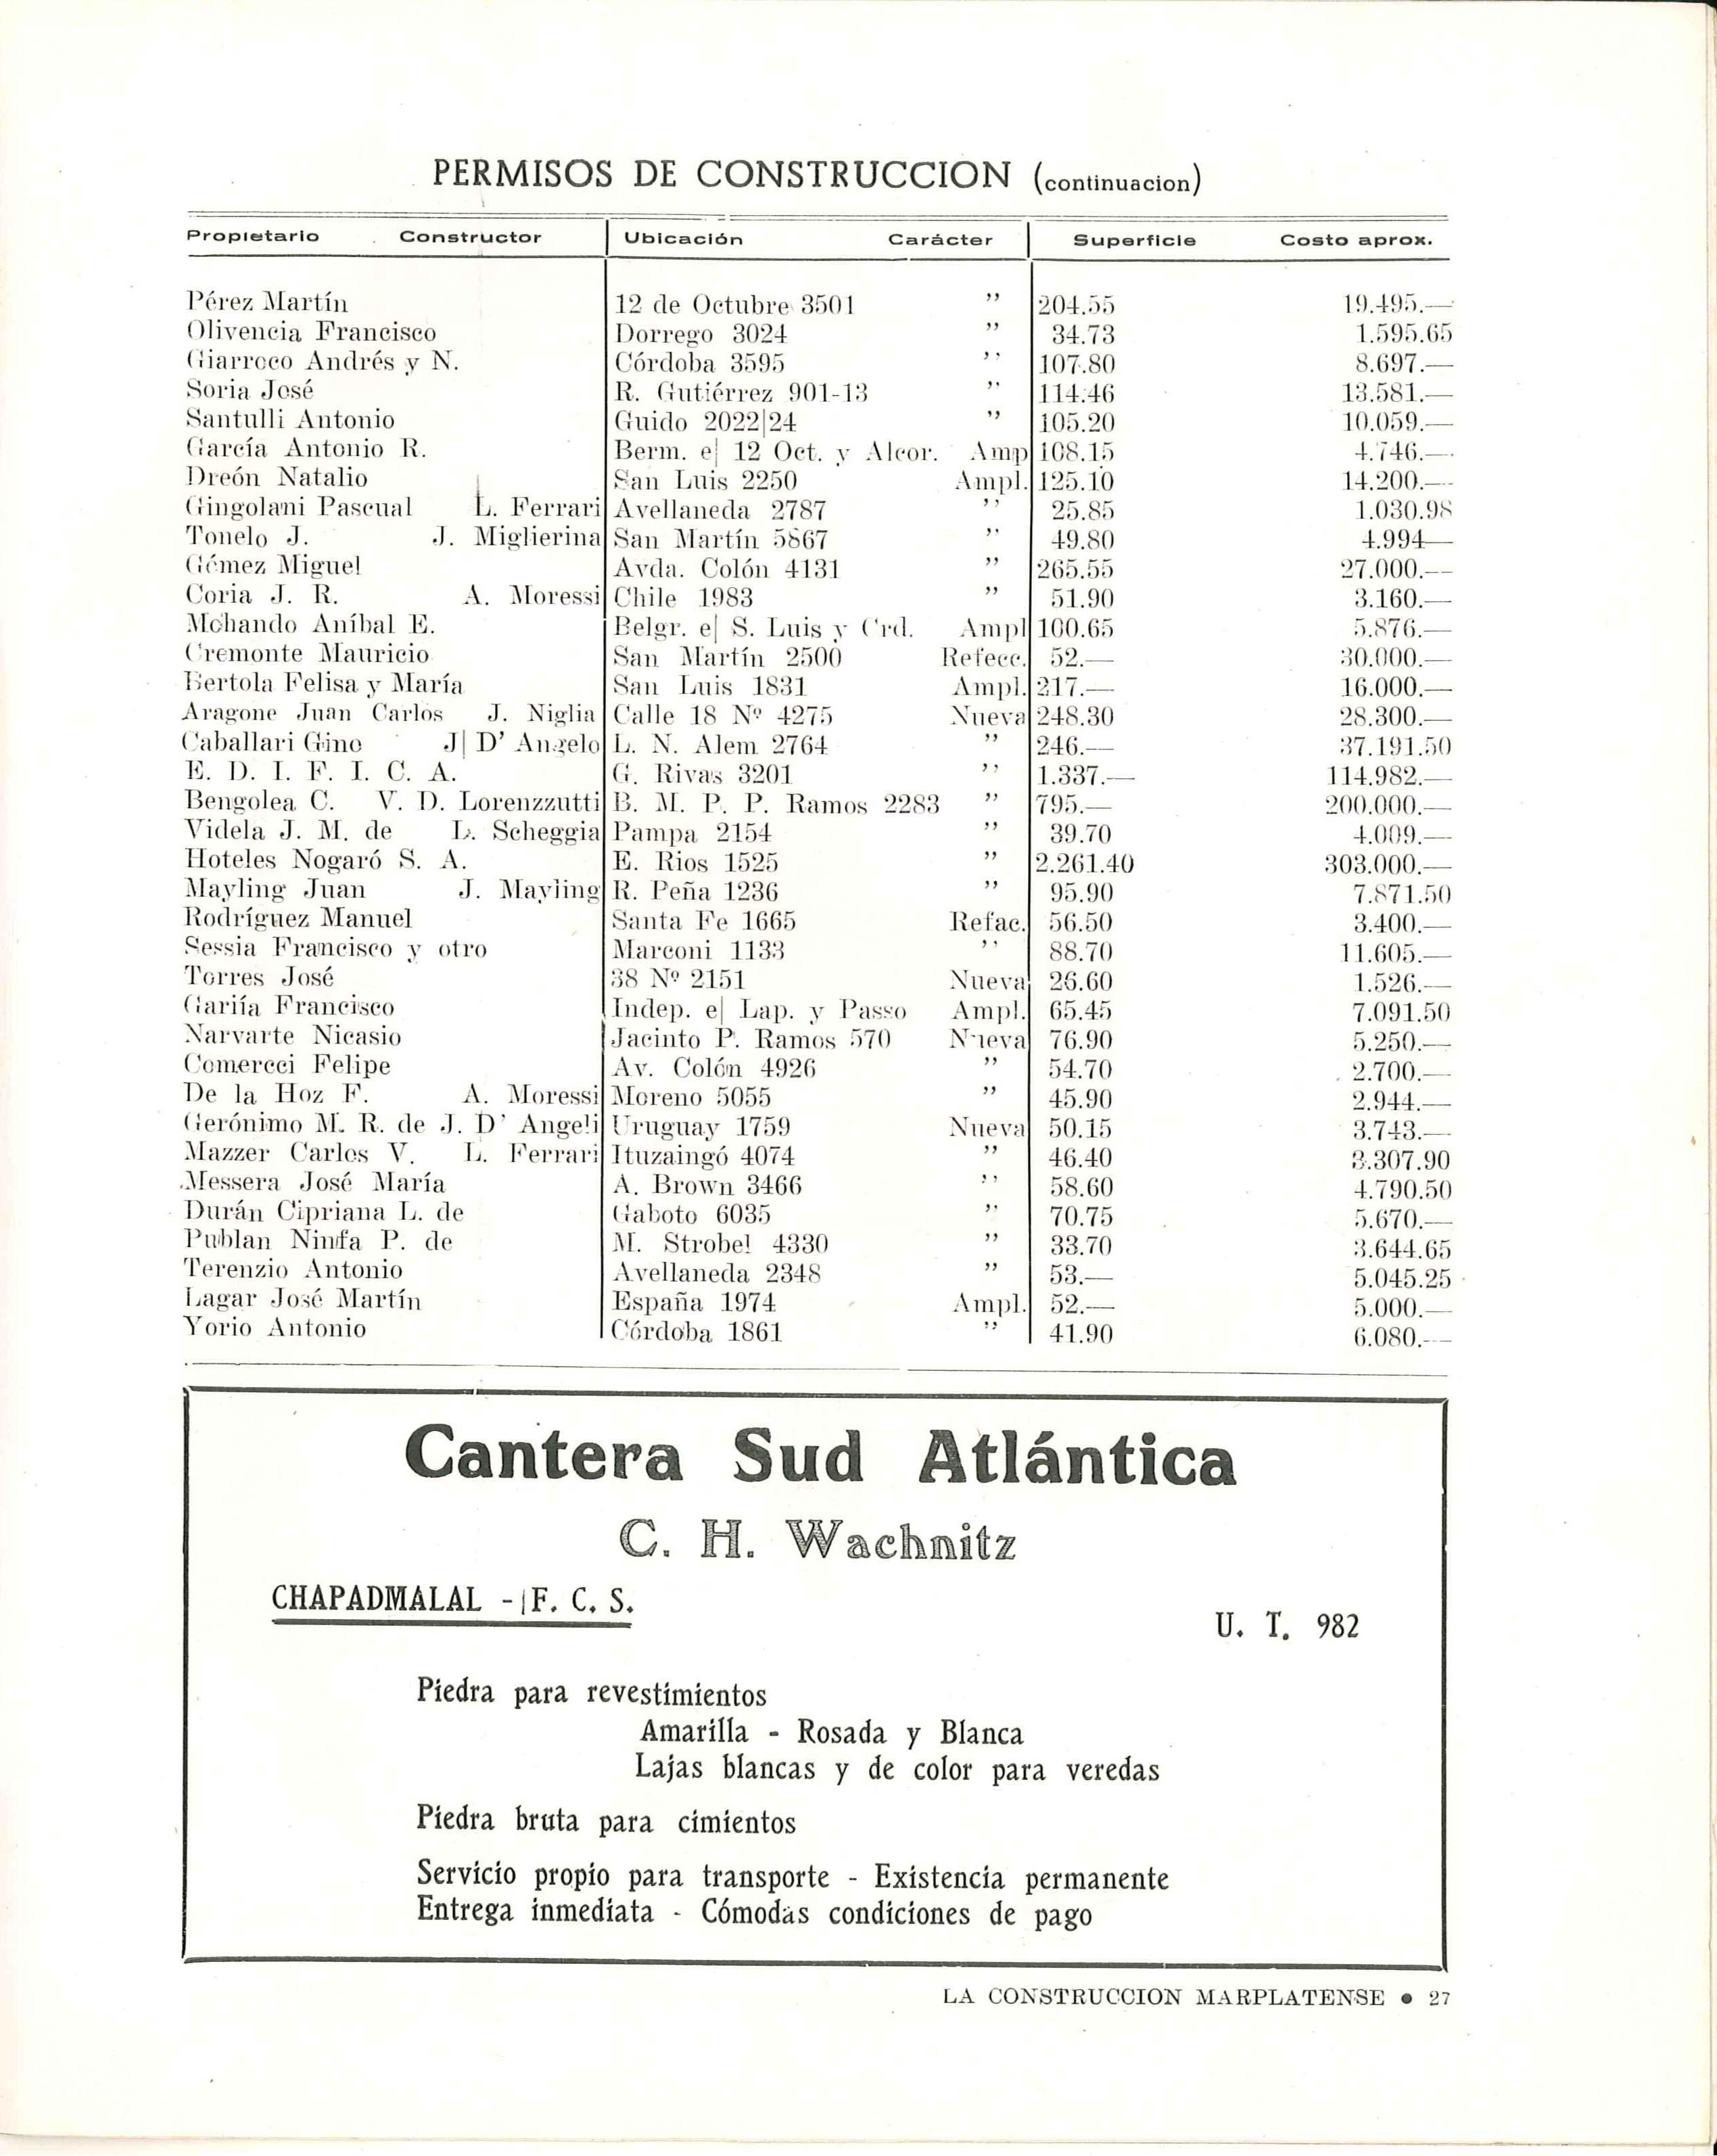 PERMISOS DE CONSTRUCCION (continuacion)
Propietario Constructor Ubicación Carácter Superficie Costo aprox.
Pérez Martín 12 de Octubre 3501 ” 204.55 19.495.—
Olivencia Francisco Dorrego 3024 ” 34.73 1.595.65
Giarroco Andrés y N. Córdoba 3595 ” 107.80 8.697.—
Soria José R. Gutiérrez 901-13 ” 114.46 13.581.—
Santulli Antonio Guido 2022|24 ” 105.20 10.059.—
García Antonio R. Berm. e| 12 Oct. y Alcor. Amp 108.15 4.746.—
Dreón Natalio San Luis 2250 Ampl. 125.10 14.200.—
Gingolani Pascual L. Ferrari Avellaneda 2787 ” 25.85 1.030.98
Tonelo J. J. Miglierina San Martín 5867 ” 49.80 4.994—
Gómez Miguel Avda. Colón 4131 ” 265.55 27.000.—
Coria J. R. A. Moressi Chile 1983 ” 51.90 3.160.—
Mohando Aníbal E. Belgr. e| S. Luis y Crd. Ampl 100.65 5.876.—
Cremonte Mauricio San Martín 2500 Refecc. 52.— 30.000.—
Bertola Felisa y María San Luis 1831 Ampl. 217.— 16.000.—
Aragone Juan Carlos J. Niglia Calle 18 Nº 4275 Nueva 248.30 28.300.—
Caballari Gino J| D’ Angelo L. N. Alem 2764 ” 246.— 37.191.50
E. D. I. F. I. C. A. G. Rivas 3201 ” 1.337.— 114.982.—
Bengolea C. V. D. Lorenzzutti B. M. P. P. Ramos 2283 ” 795.— 200.000.—
Videla J. M. de L. Scheggia Pampa 2154 ” 39.70 4.009.—
Hoteles Nogaró S. A. E. Rios 1525 ” 2.261.40 303.000.—
Mayling Juan J. Mayling R. Peña 1236 ” 95.90 7.871.50
Rodríguez Manuel Santa Fe 1665 Refac. 56.50 3.400.—
Sessia Francisco y otro Marconi 1133 ” 88.70 11.605.—
Torres José 38 Nº 2151 Nueva 26.60 1.526.—
Gariía Francisco Indep. e| Lap. y Passo Ampl. 65.45 7.091.50
Narvarte Nicasio Jacinto P. Ramos 570 Nueva 76.90 5.250.—
Comercci Felipe Av. Colón 4926 ” 54.70 2.700.—
De la Hoz F. A. Moressi Moreno 5055 ” 45.90 2.944.—
Gerónimo M. R. de J. D’ Angeli Uruguay 1759 Nueva 50.15 3.743.—
Mazzer Carlos V. L. Ferrari Ituzaingó 4074 ” 46.40 3.307.90
Messera José María A. Brown 3466 ” 58.60 4.790.50
Durán Cipriana L. de Gaboto 6035 ” 70.75 5.670.—
Publan Ninfa P. de M. Strobel 4330 ” 33.70 3.644.65
Terenzio Antonio Avellaneda 2348 ” 53.— 5.045.25
Lagar José Martín España 1974 Ampl. 52.— 5.000.—
Yorio Antonio Córdoba 1861 ” 41.90 6.080.—
Cantera Sud Atlántica
C. H. Wachnitz
CHAPADMALAL - F. C. S.
U. T. 982
Piedra para revestimientos
Amarilla - Rosada y Blanca
Lajas blancas y de color para veredas
Piedra bruta para cimientos
Servicio propio para transporte - Existencia permanente
Entrega inmediata - Cómodas condiciones de pago
LA CONSTRUCCION MARPLATENSE • 27